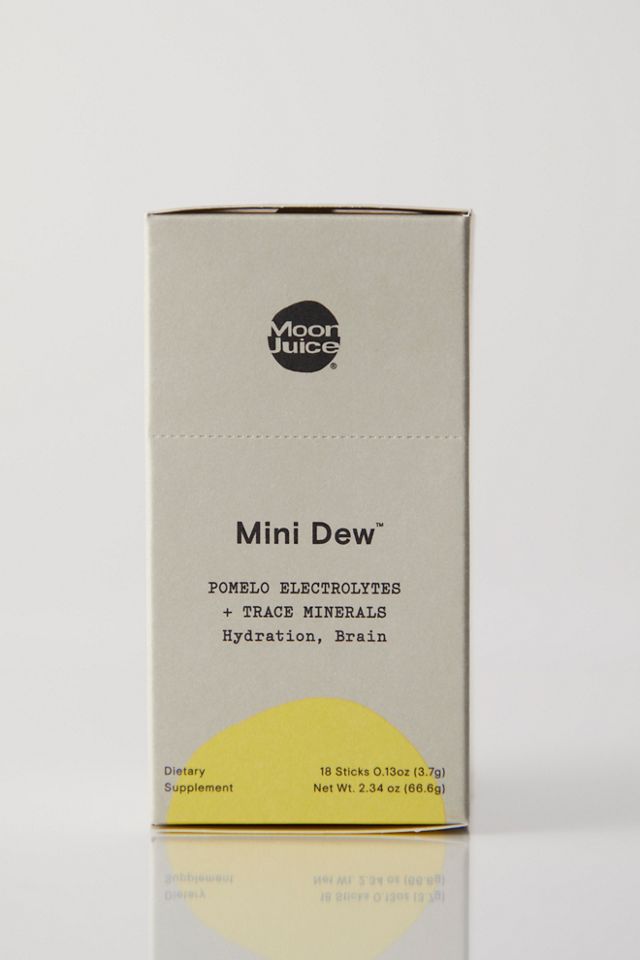 Moon
Juice®
Mini Dew™
POMELO ELECTROLYTES
+ TRACE MINERALS
Hydration, Brain
Dietary
Supplement
18 Sticks 0.13oz (3.7g)
Net Wt. 2.34 oz (66.6g)